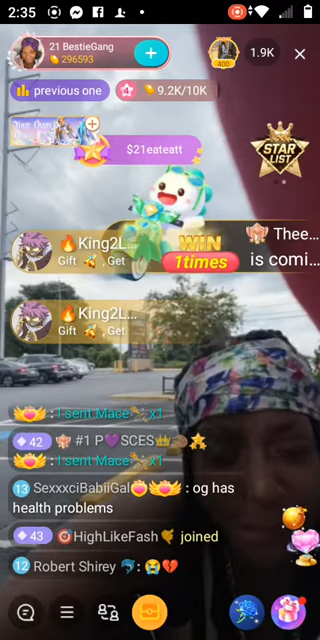 2:35
21 BestieGang
296593
400
1.9K
previous one
9.2K/10K
$21eateatt
STAR
LIST
🔥King2L...
Gift , Get
WIN
1times
Thee...
is comi...
🔥King2L...
Gift , Get
: I sent Mace x1
42 #1 P💜SCES👑
: I sent Mace x1
13 SexxxciBabiiGal : og has
health problems
43 🎯HighLikeFash joined
12 Robert Shirey 🐬: 😭💔